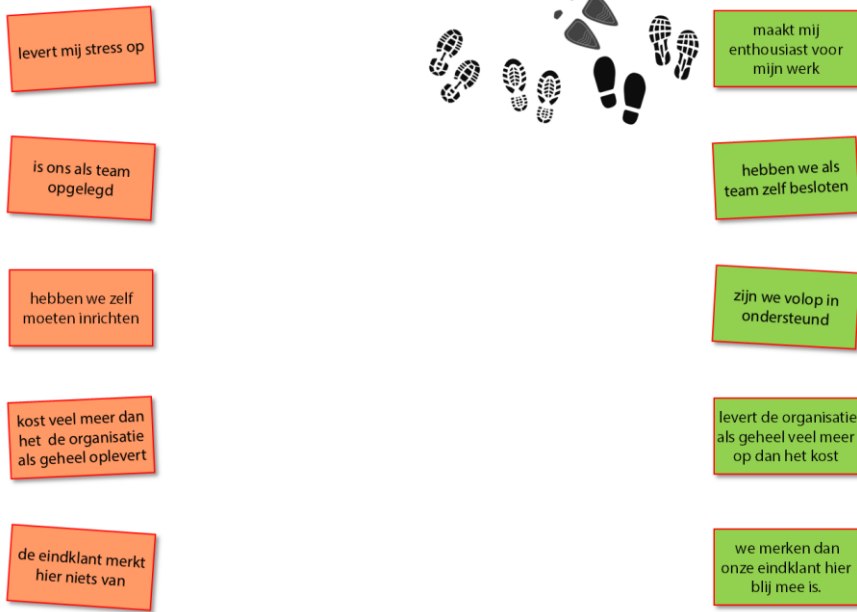 levert mij stress op
maakt mij
enthousiast voor
mijn werk
is ons als team
opgelegd
hebben we als
team zelf besloten
hebben we zelf
moeten inrichten
zijn we volop in
ondersteund
kost veel meer dan
het de organisatie
als geheel oplevert
levert de organisatie
als geheel veel meer
op dan het kost
de eindklant merkt
hier niets van
we merken dan
onze eindklant hier
blij mee is.